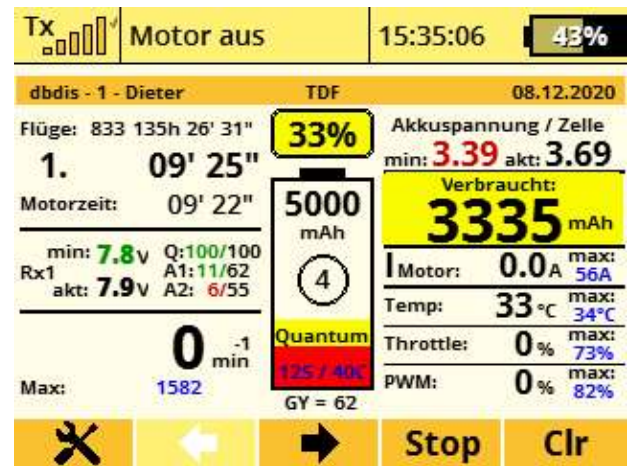 Tx Motor aus 15:35:06 43%
dbdis - 1 - Dieter TDF 08.12.2020
Flüge: 833 135h 26' 31"
1. 09' 25"
Motorzeit: 09' 22"
min: 7.8V Q:100/100
Rx1 A1:11/62
akt: 7.9V A2: 6/55
0 -1
min
Max: 1582
33%
5000
mAh
4
Quantum
12S / 40C
GY = 62
Akkuspannung / Zelle
min: 3.39 akt: 3.69
Verbraucht:
3335 mAh
I Motor: 0.0A max: 56A
Temp: 33 °C max: 34°C
Throttle: 0 % max: 73%
PWM: 0 % max: 82%
Stop Clr